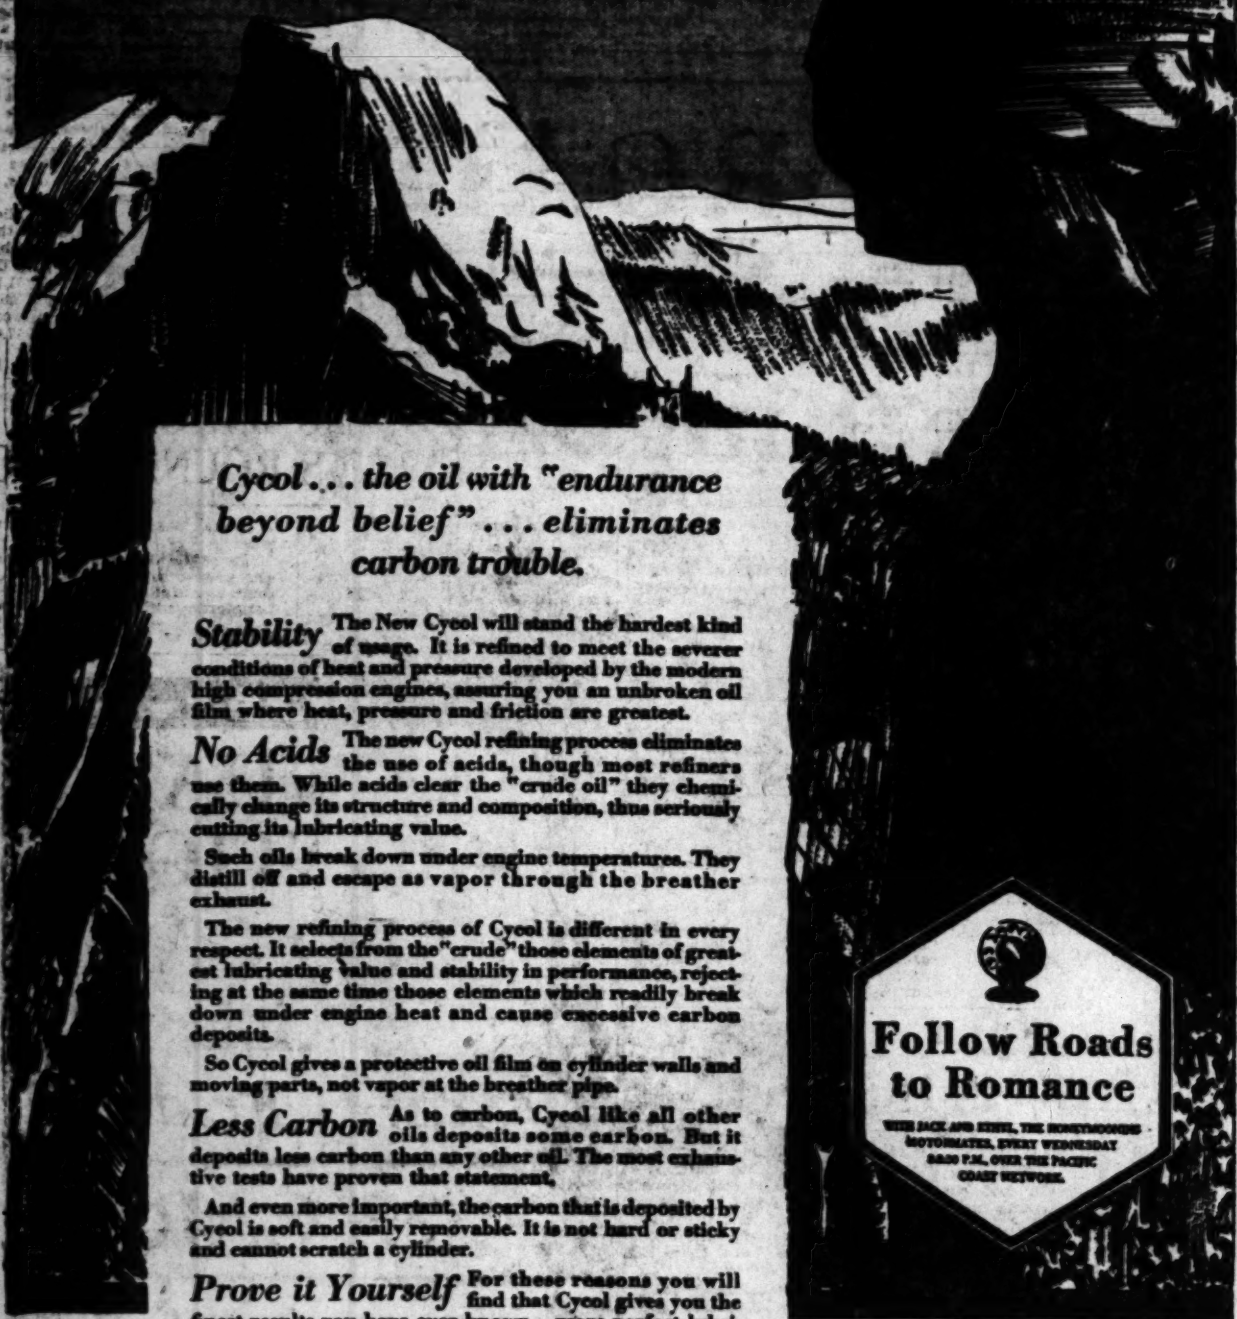 Cycol... the oil with "endurance
beyond belief"... eliminates
carbon trouble.
Stability The New Cycol will stand the hardest kind
of usage. It is refined to meet the severer
conditions of heat and pressure developed by the modern
high compression engines, assuring you an unbroken oil
film where heat, pressure and friction are greatest.
No Acids The new Cycol refining process eliminates
the use of acids, though most refiners
use them. While acids clear the "crude oil" they chemi-
cally change its structure and composition, thus seriously
cutting its lubricating value.
Such oils break down under engine temperatures. They
distill off and escape as vapor through the breather
exhaust.
The new refining process of Cycol is different in every
respect. It selects from the "crude" those elements of great-
est lubricating value and stability in performance, reject-
ing at the same time those elements which readily break
down under engine heat and cause excessive carbon
deposits.
So Cycol gives a protective oil film on cylinder walls and
moving parts, not vapor at the breather pipe.
Less Carbon As to carbon, Cycol like all other
oils deposits some carbon. But it
deposits less carbon than any other oil. The most exhaus-
tive tests have proven that statement.
And even more important, the carbon that is deposited by
Cycol is soft and easily removable. It is not hard or sticky
and cannot scratch a cylinder.
Prove it Yourself For these reasons you will
find that Cycol gives you the
Follow Roads
to Romance
WITH JACK AND ETHYL, THE HONEYMOONING
MOTORMATES, EVERY WEDNESDAY
P.M., OVER THE PACIFIC
COAST NETWORK.